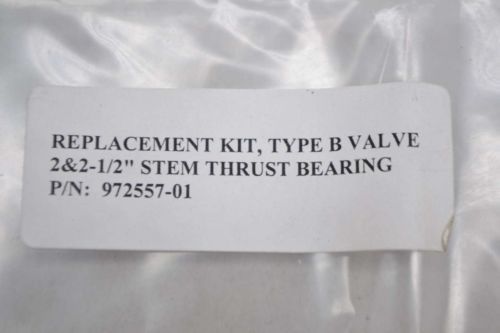 REPLACEMENT KIT, TYPE B VALVE
2&2-1/2" STEM THRUST BEARING
P/N: 972557-01